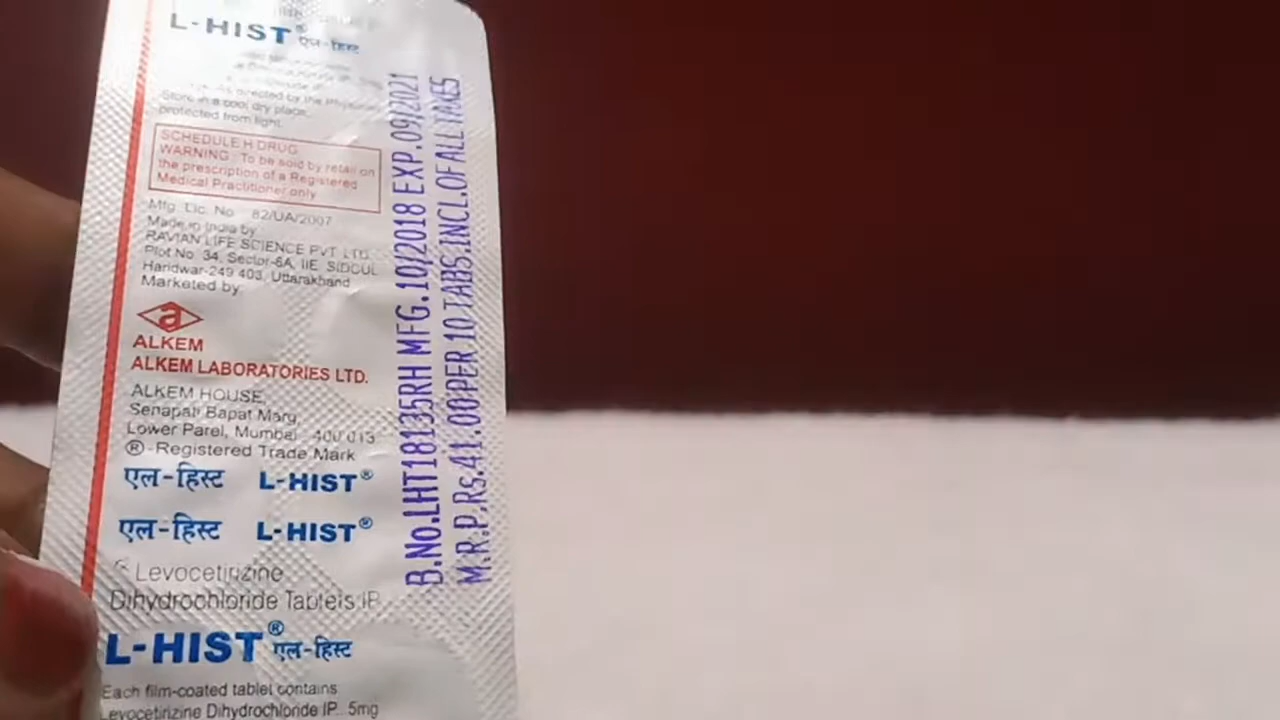 L-HIST® एल-हिस्ट
directed by the
Store in a cool dry place,
protected from light.
SCHEDULE H DRUG
WARNING : To be sold by retail on
the prescription of a Registered
Medical Practitioner only
Mfg. Lic. No. 82/UA/2007
Made in India by
RAVIAN LIFE SCIENCE PVT. LTD.
Plot No. 34, Sector-6A, IIE, SIDCUL
Haridwar-249 403, Uttarakhand
Marketed by:
a
ALKEM
ALKEM LABORATORIES LTD.
ALKEM HOUSE,
Senapati Bapat Marg,
Lower Parel, Mumbai 400 013
®-Registered Trade Mark
एल-हिस्ट L-HIST®
एल-हिस्ट L-HIST®
Levocetirizine
Dihydrochloride Tablets IP
L-HIST® एल-हिस्ट
Each film-coated tablet contains
Levocetirizine Dihydrochloride IP.. 5mg
B.No.LHT18135RH MFG.10/2018 EXP.09/2021
M.R.P.Rs.41.00PER 10 TABS.INCL.OF ALL TAXES